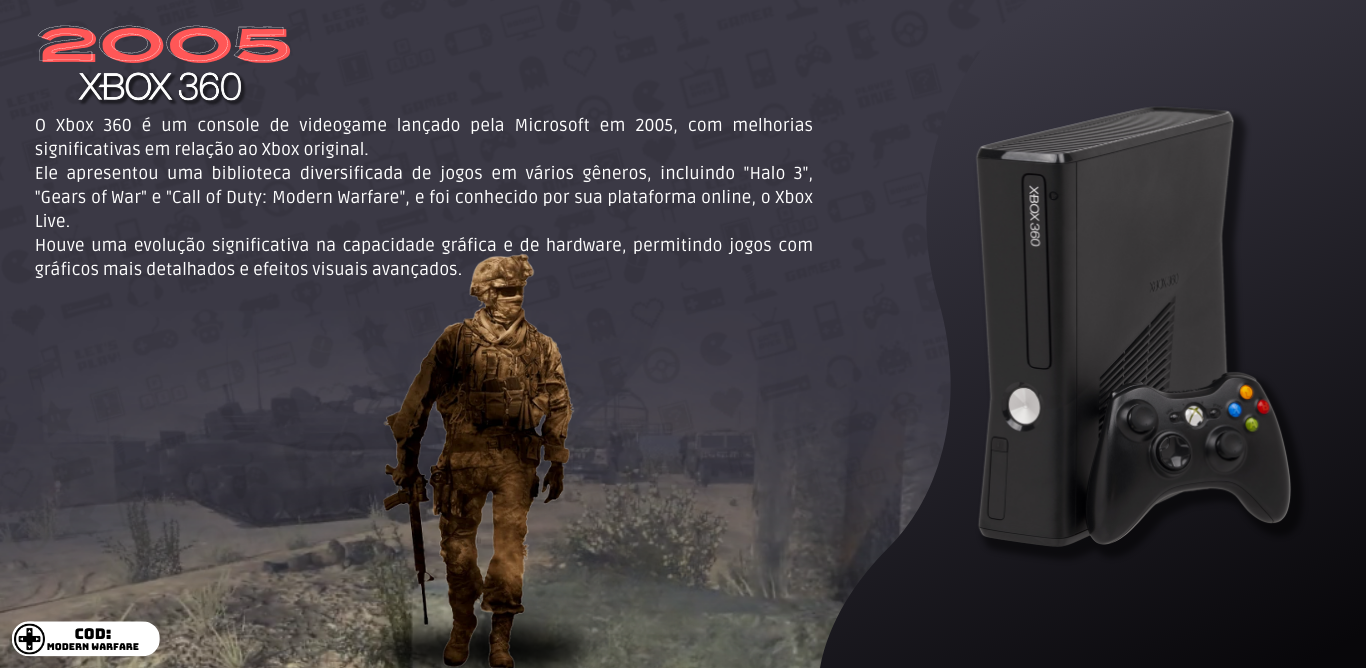 2005
XBOX 360
O Xbox 360 é um console de videogame lançado pela Microsoft em 2005, com melhorias
significativas em relação ao Xbox original.
Ele apresentou uma biblioteca diversificada de jogos em vários gêneros, incluindo "Halo 3",
"Gears of War" e "Call of Duty: Modern Warfare", e foi conhecido por sua plataforma online, o Xbox
Live.
Houve uma evolução significativa na capacidade gráfica e de hardware, permitindo jogos com
gráficos mais detalhados e efeitos visuais avançados.
XBOX 360
COD:
MODERN WARFARE